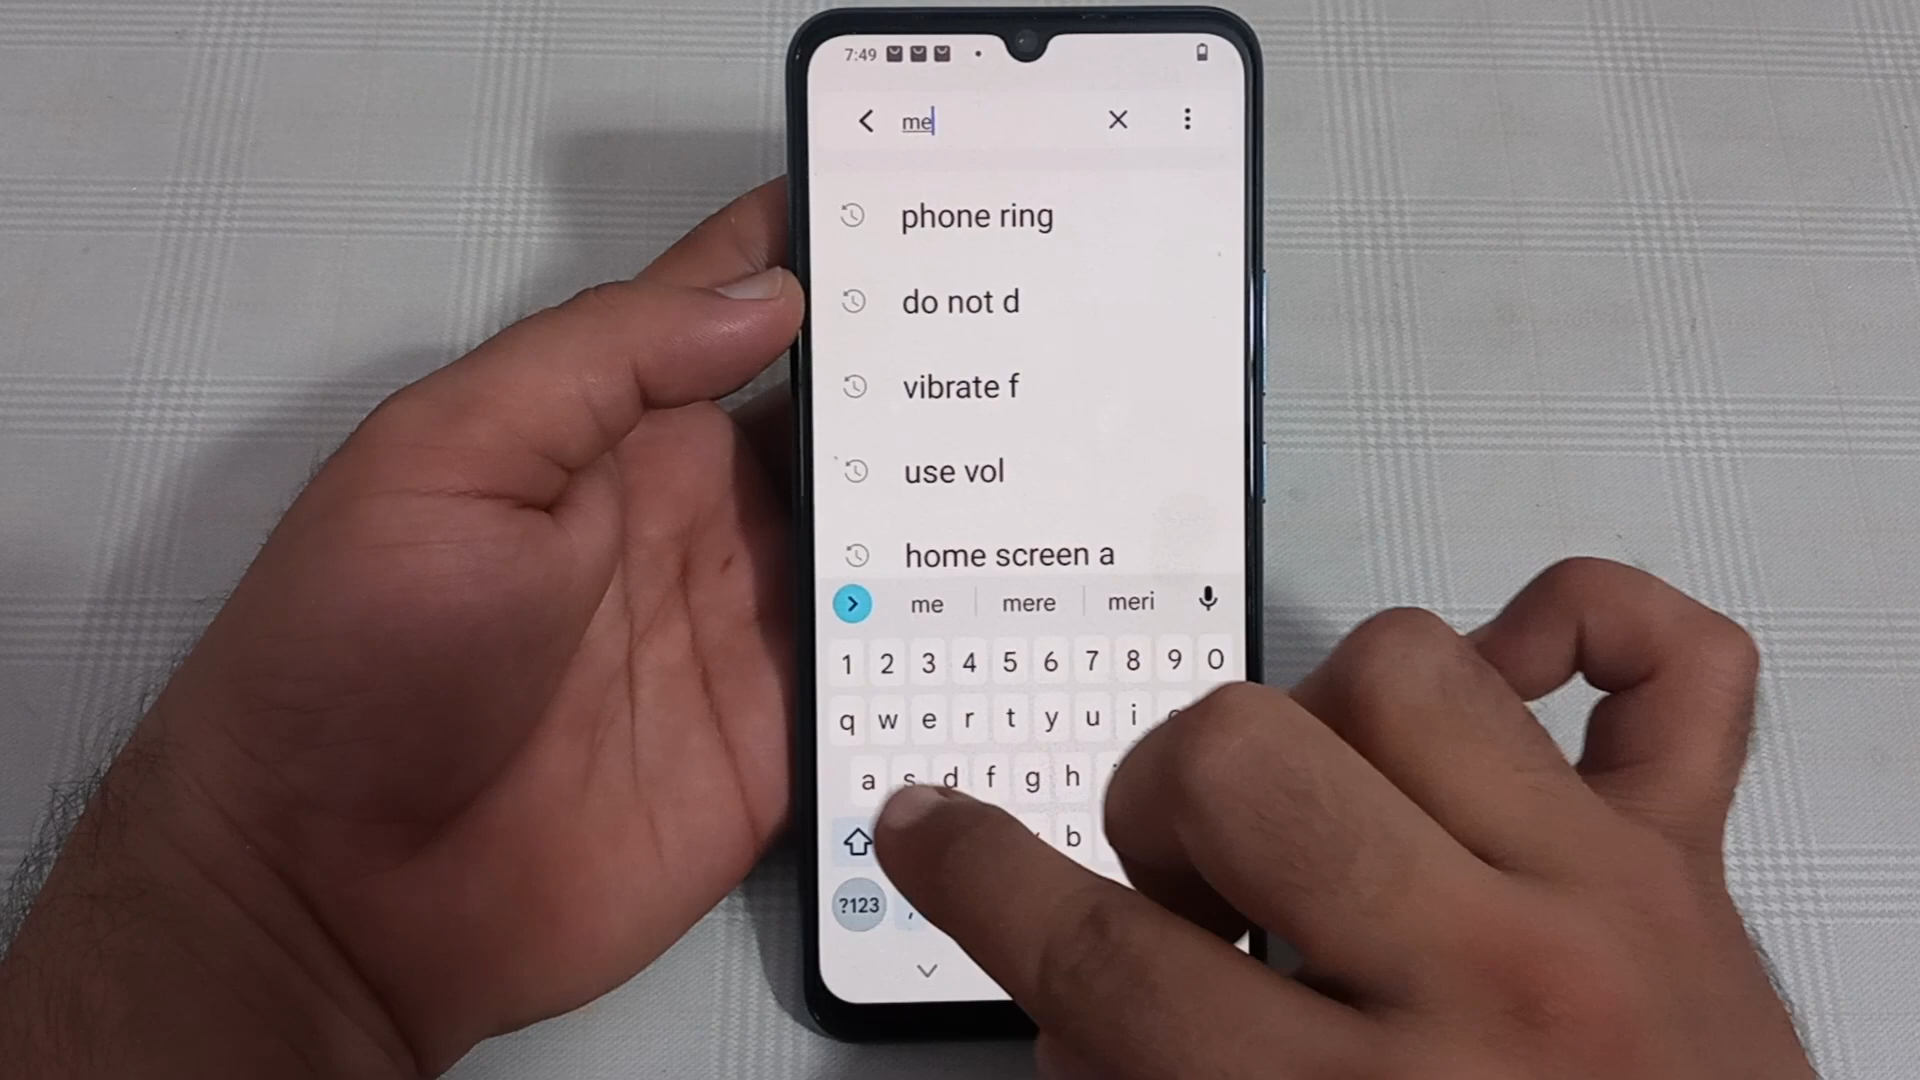 7:49
me
phone ring
do not d
vibrate f
use vol
home screen a
me mere meri
1 2 3 4 5 6 7 8 9 0
q w e r t y u i
a s d f g h
b
?123 ,